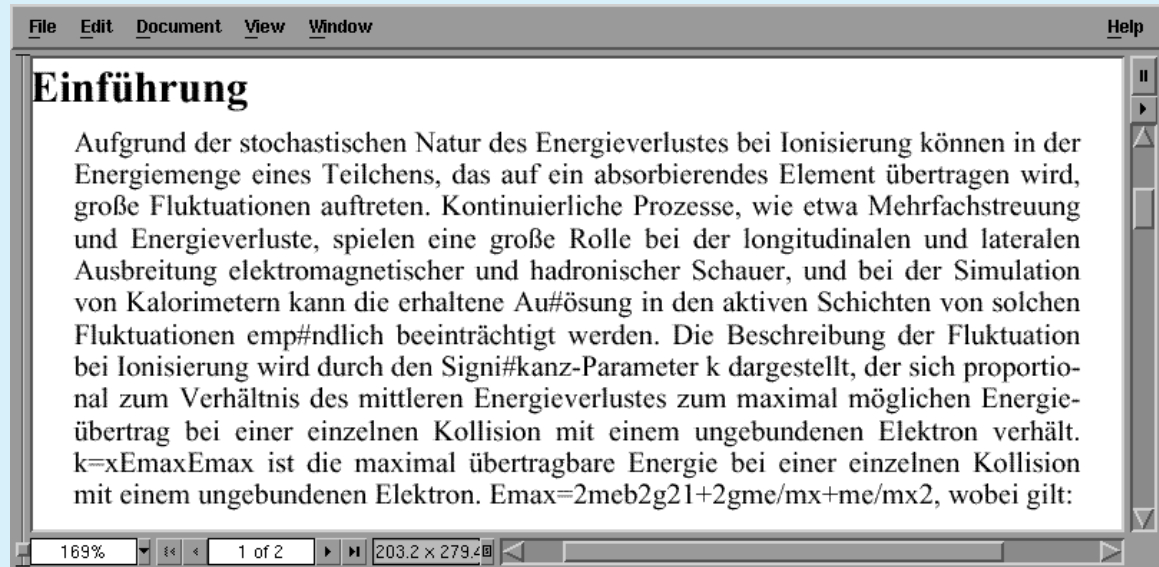 File Edit Document View Window Help
Einführung
Aufgrund der stochastischen Natur des Energieverlustes bei Ionisierung können in der
Energiemenge eines Teilchens, das auf ein absorbierendes Element übertragen wird,
große Fluktuationen auftreten. Kontinuierliche Prozesse, wie etwa Mehrfachstreuung
und Energieverluste, spielen eine große Rolle bei der longitudinalen und lateralen
Ausbreitung elektromagnetischer und hadronischer Schauer, und bei der Simulation
von Kalorimetern kann die erhaltene Au#ösung in den aktiven Schichten von solchen
Fluktuationen emp#ndlich beeinträchtigt werden. Die Beschreibung der Fluktuation
bei Ionisierung wird durch den Signi#kanz-Parameter k dargestellt, der sich proportio-
nal zum Verhältnis des mittleren Energieverlustes zum maximal möglichen Energie-
übertrag bei einer einzelnen Kollision mit einem ungebundenen Elektron verhält.
k=xEmaxEmax ist die maximal übertragbare Energie bei einer einzelnen Kollision
mit einem ungebundenen Elektron. Emax=2meb2g21+2gme/mx+me/mx2, wobei gilt:
169% 1 of 2 203.2 × 279.4